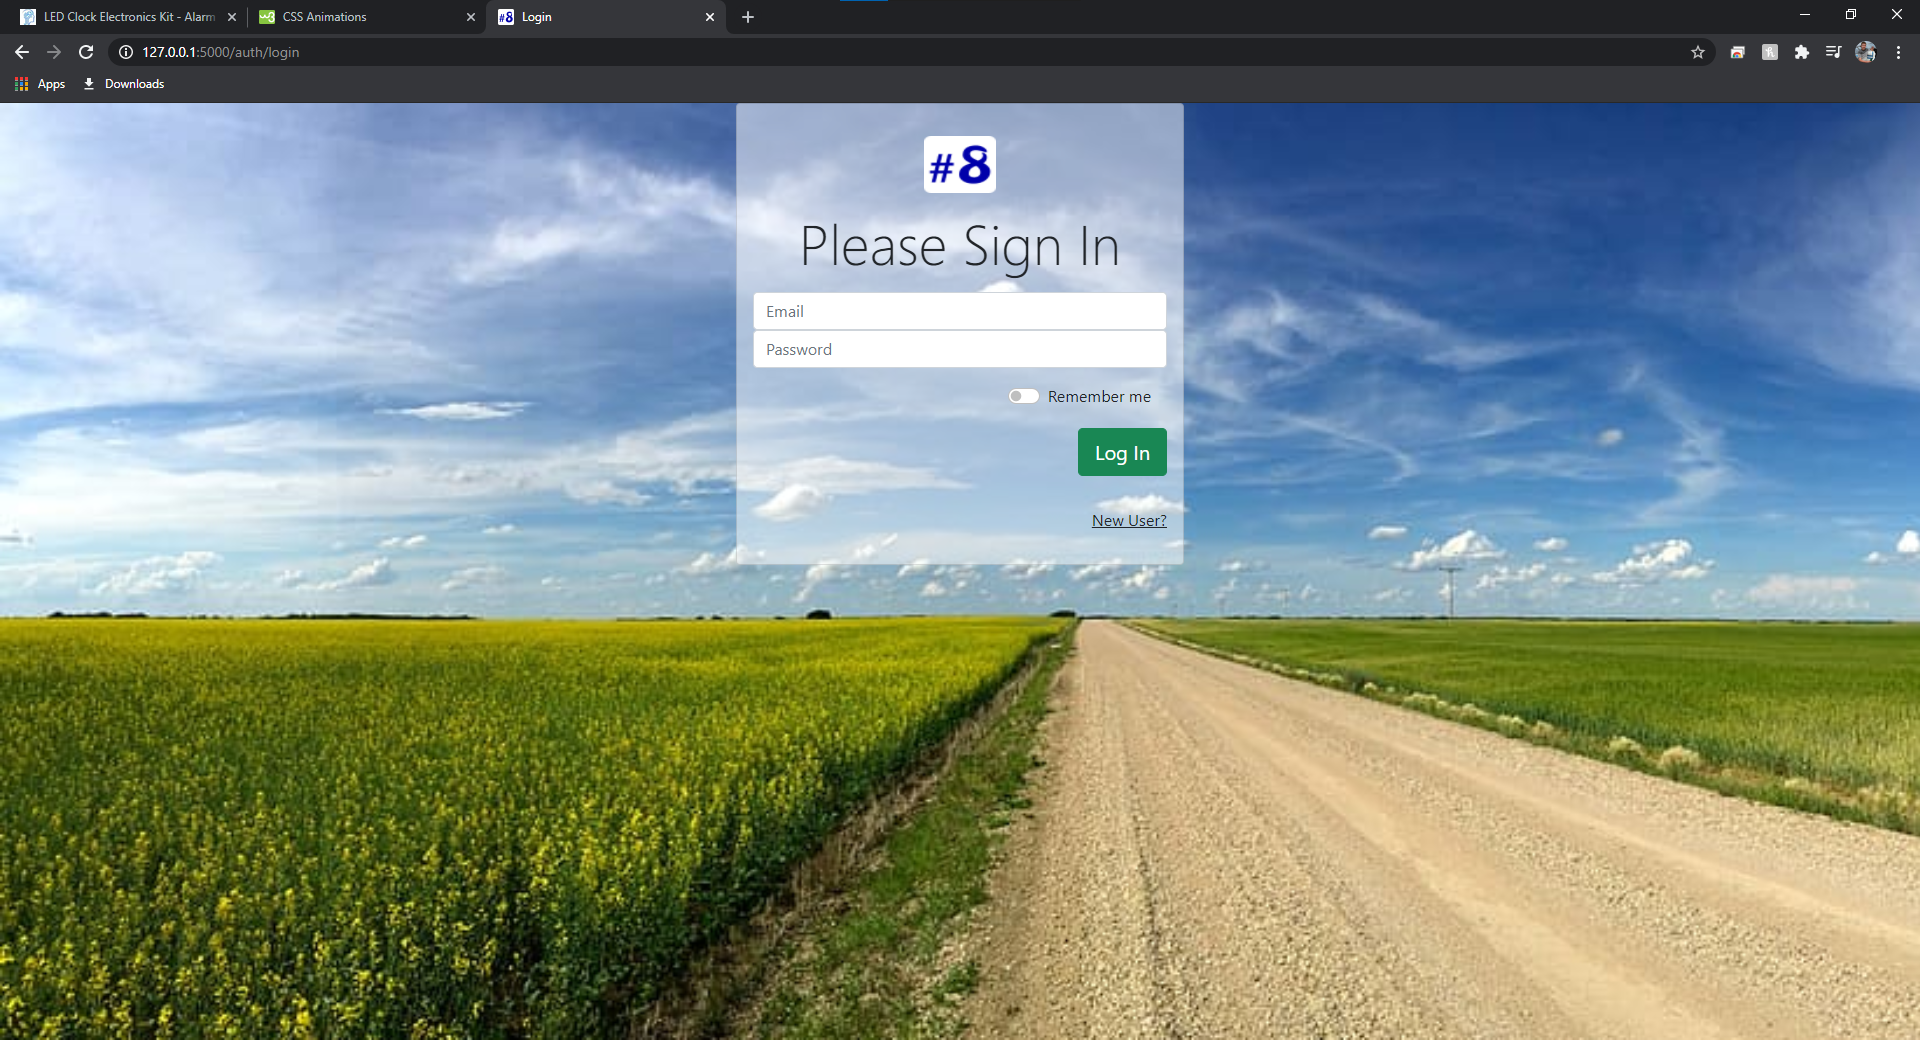 LED Clock Electronics Kit - Alarm
CSS Animations
#8 Login
127.0.0.1:5000/auth/login
Apps
Downloads
#8
Please Sign In
Email
Password
Remember me
Log In
New User?